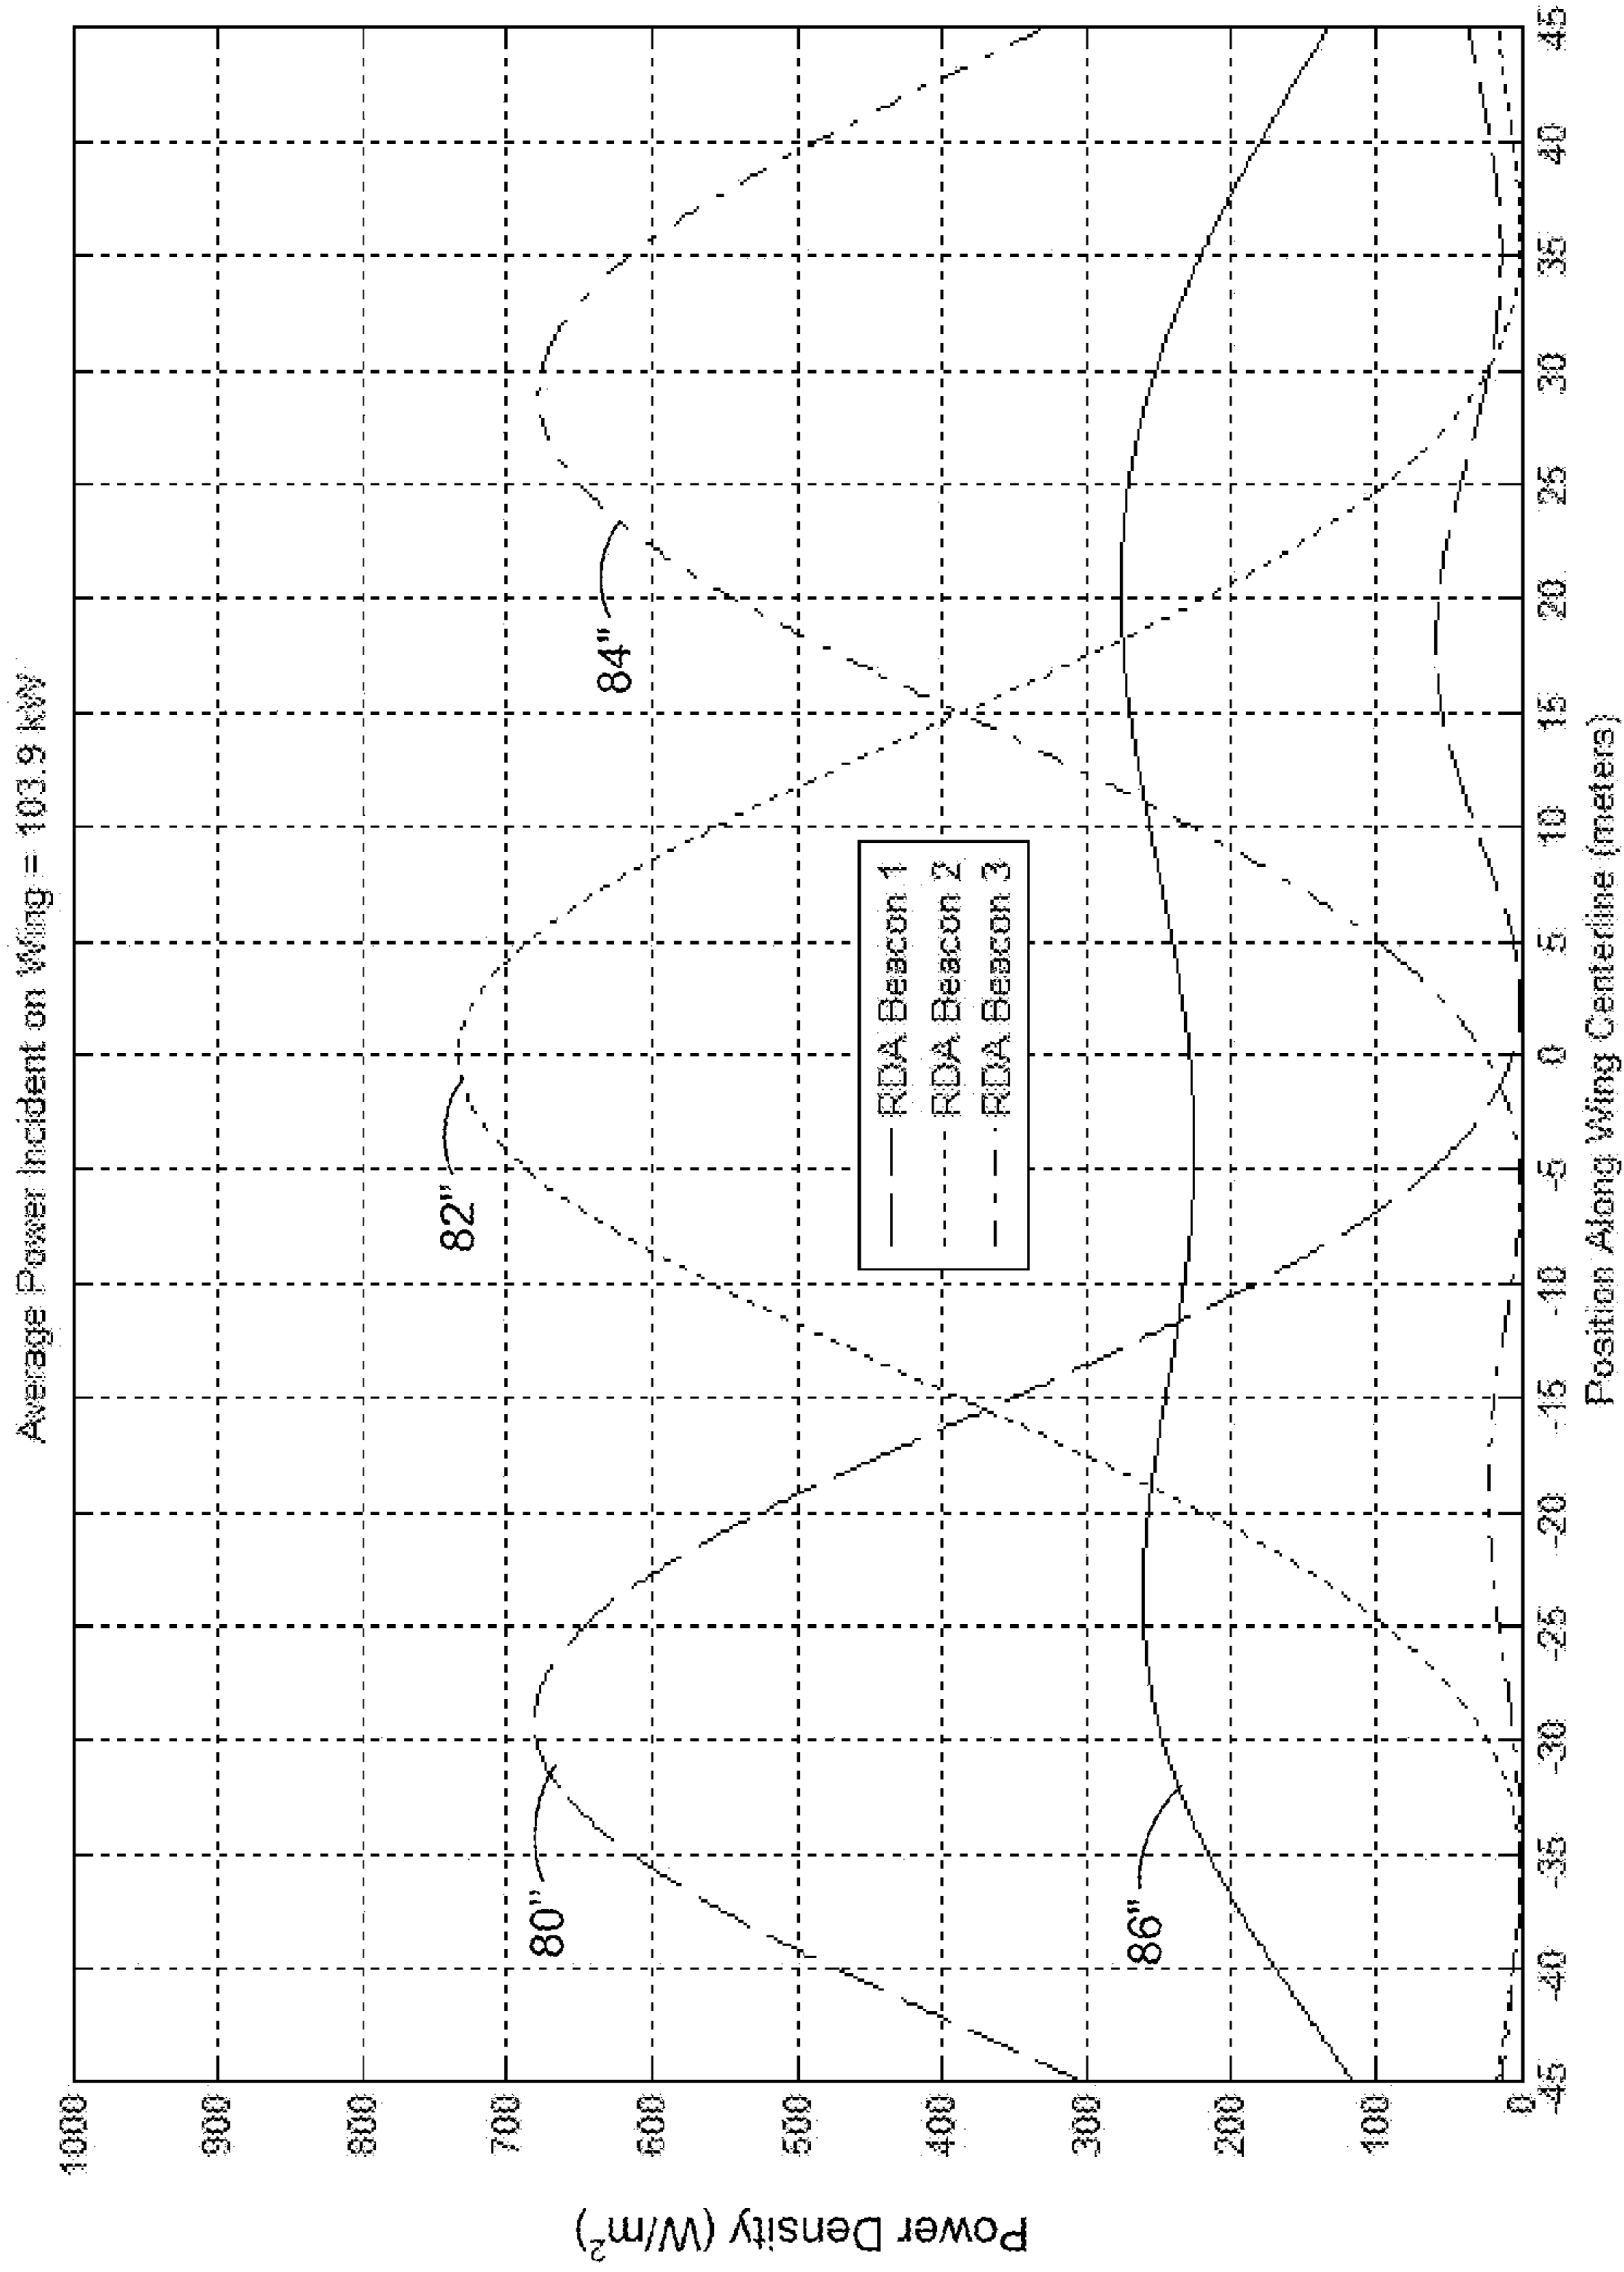 Average Power Incident on Wing = 103.9 kW
Power Density (W/m²)
1000
900
800
700
600
500
400
300
200
100
0
82"
84"
80"
86"
RDA Beacon 1
RDA Beacon 2
RDA Beacon 3
-45 -40 -35 -30 -25 -20 -15 -10 -5 0 5 10 15 20 25 30 35 40 45
Position Along Wing Centerline (meters)